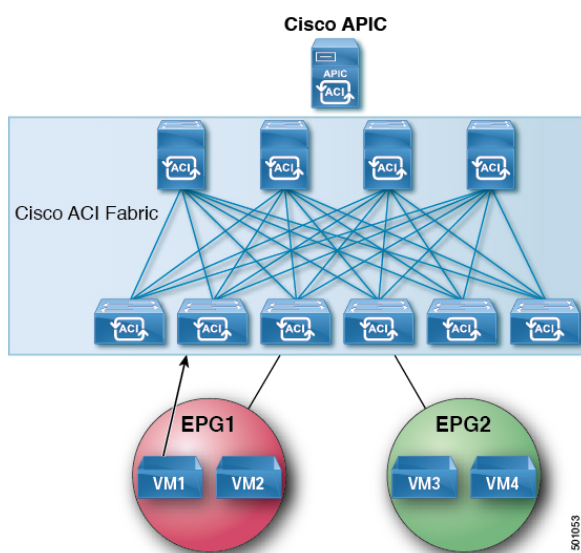 Cisco APIC
APIC
ACI
ACI
ACI
ACI
ACI
Cisco ACI Fabric
ACI
ACI
ACI
ACI
ACI
ACI
EPG1
EPG2
VM1
VM2
VM3
VM4
501053